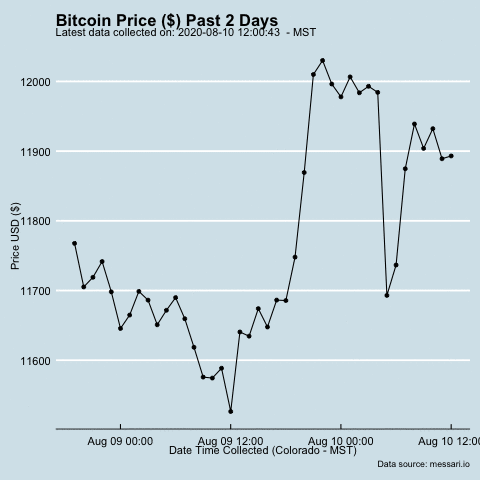 Bitcoin Price ($) Past 2 Days
Latest data collected on: 2020-08-10 12:00:43 - MST
12000
11900
11800
11700
11600
Price USD ($)
Aug 09 00:00 Aug 09 12:00 Aug 10 00:00 Aug 10 12:00
Date Time Collected (Colorado - MST)
Data source: messari.io